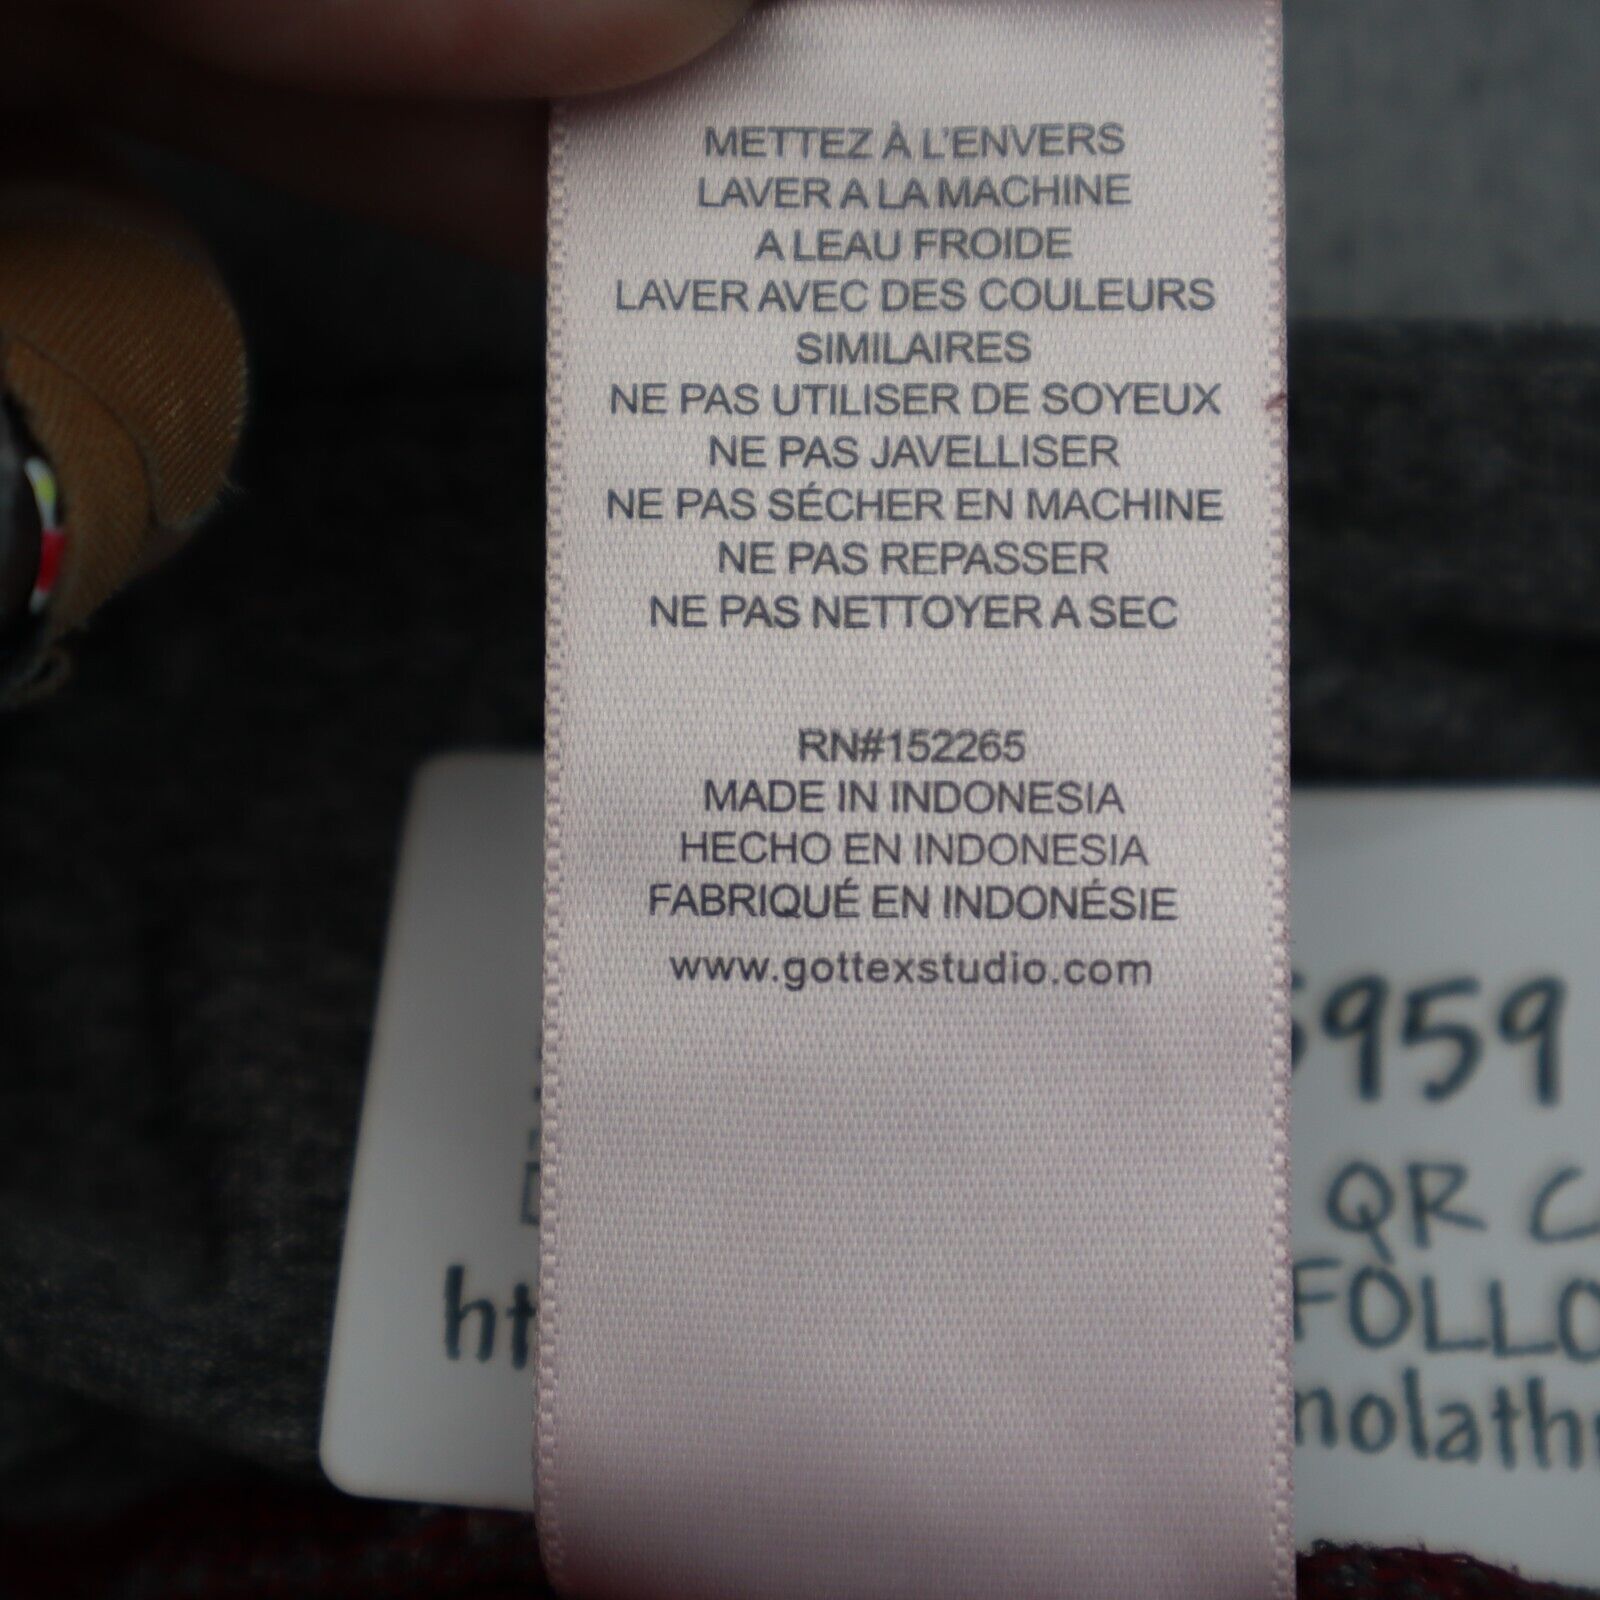 METTEZ À L'ENVERS
LAVER A LA MACHINE
A LEAU FROIDE
LAVER AVEC DES COULEURS
SIMILAIRES
NE PAS UTILISER DE SOYEUX
NE PAS JAVELLISER
NE PAS SÉCHER EN MACHINE
NE PAS REPASSER
NE PAS NETTOYER A SEC
RN#152265
MADE IN INDONESIA
HECHO EN INDONESIA
FABRIQUÉ EN INDONÉSIE
www.gottexstudio.com
959
QR